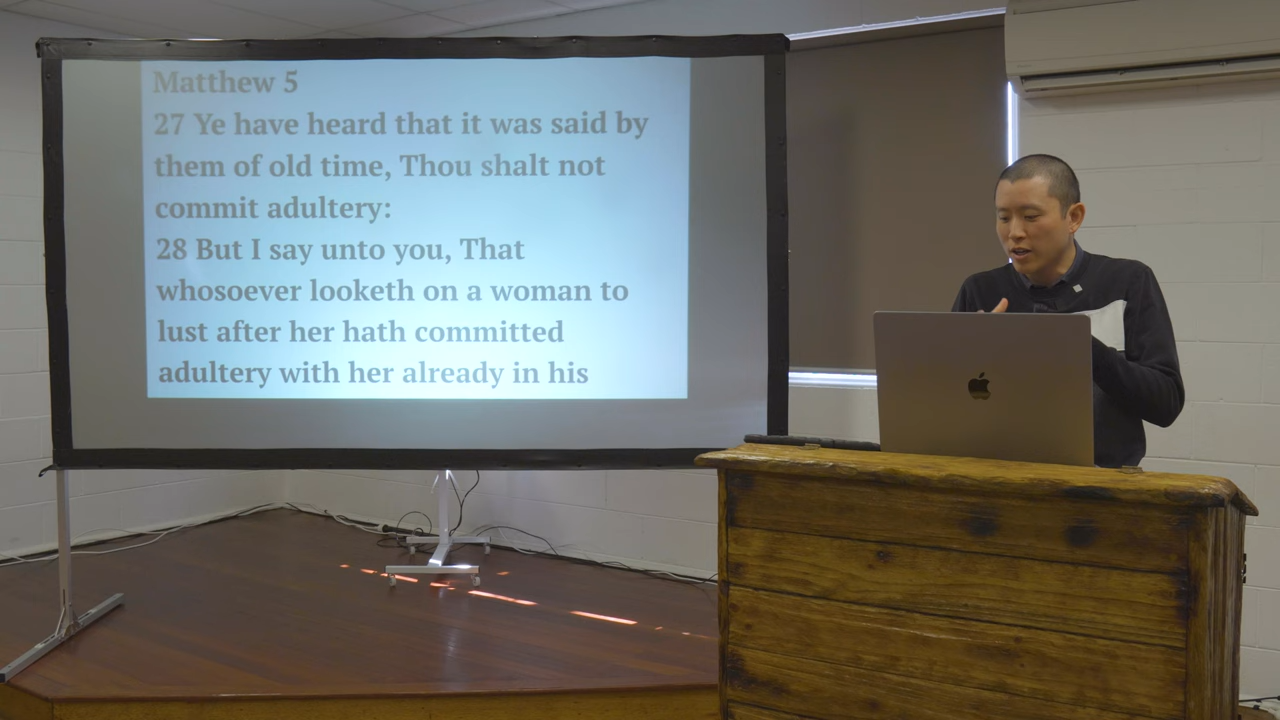 Matthew 5
27 Ye have heard that it was said by
them of old time, Thou shalt not
commit adultery:
28 But I say unto you, That
whosoever looketh on a woman to
lust after her hath committed
adultery with her already in his